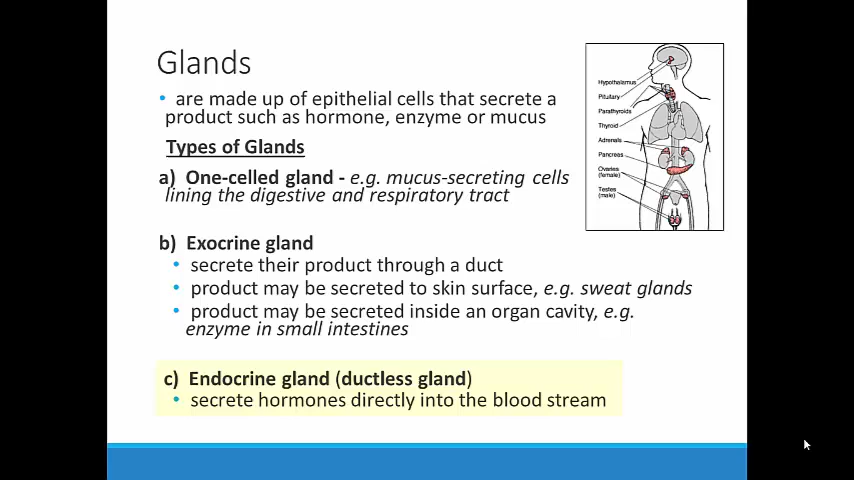 Glands
• are made up of epithelial cells that secrete a
product such as hormone, enzyme or mucus
Types of Glands
a) One-celled gland - e.g. mucus-secreting cells
lining the digestive and respiratory tract
b) Exocrine gland
• secrete their product through a duct
• product may be secreted to skin surface, e.g. sweat glands
• product may be secreted inside an organ cavity, e.g.
enzyme in small intestines
c) Endocrine gland (ductless gland)
• secrete hormones directly into the blood stream
Hypothalamus
Pituitary
Parathyroids
Thyroid
Adrenals
Pancreas
Ovaries
(female)
Testes
(male)